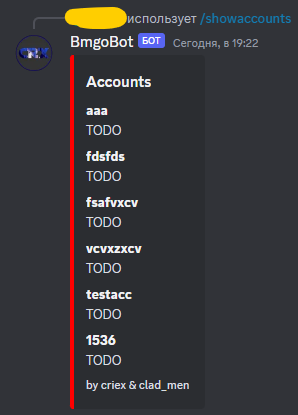 использует /showaccounts
BmgoBot БОТ Сегодня, в 19:22
Accounts
aaa
TODO
fdsfds
TODO
fsafvxcv
TODO
vcvxzxcv
TODO
testacc
TODO
1536
TODO
by criex & clad_men